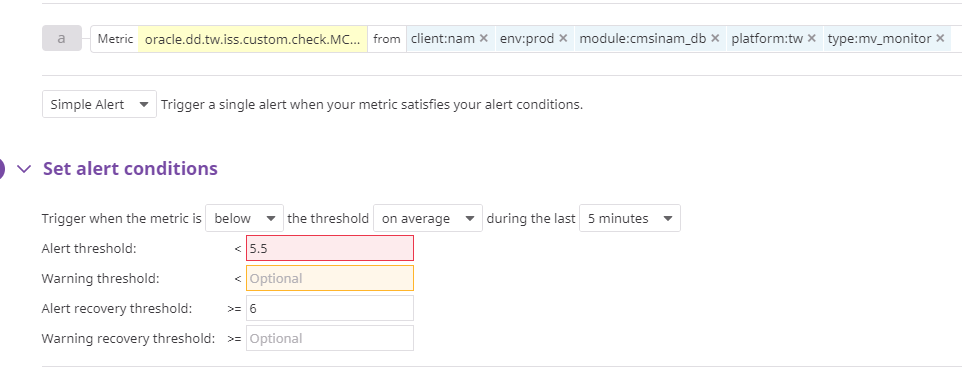 a Metric oracle.dd.tw.iss.custom.check.MC... from client:nam × env:prod × module:cmsinam_db × platform:tw × type:mv_monitor ×
Simple Alert Trigger a single alert when your metric satisfies your alert conditions.
Set alert conditions
Trigger when the metric is below the threshold on average during the last 5 minutes
Alert threshold: < 5.5
Warning threshold: < Optional
Alert recovery threshold: >= 6
Warning recovery threshold: >= Optional